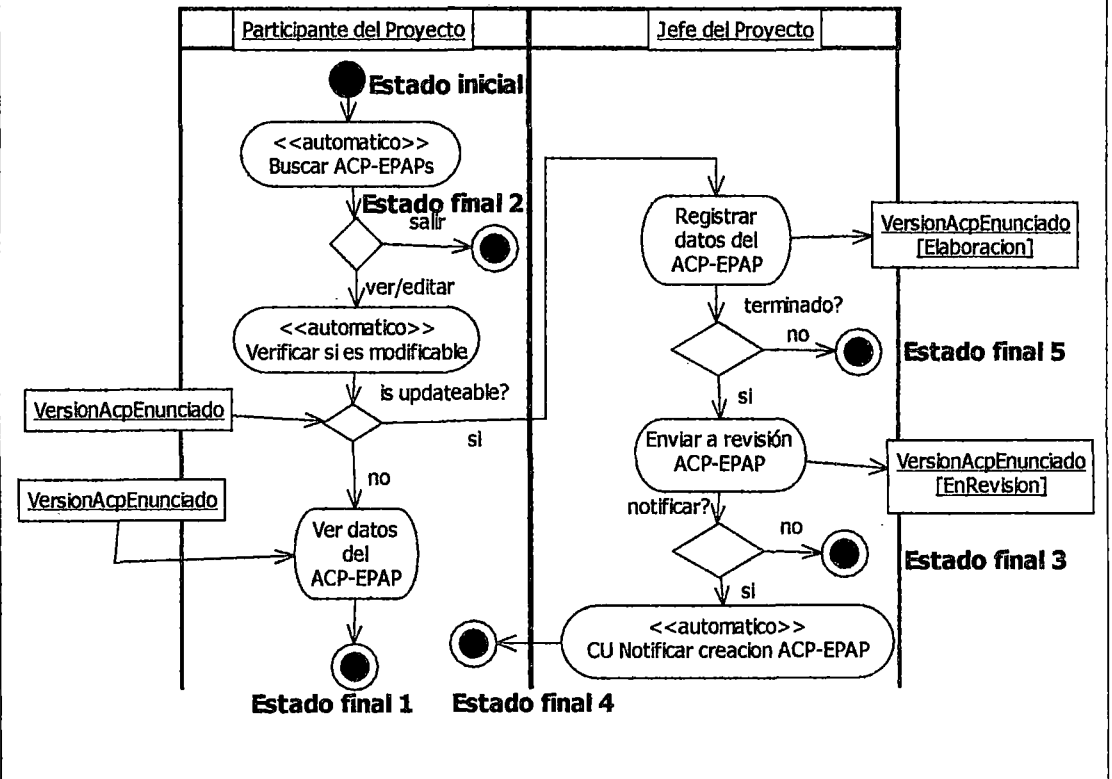 Participante del Proyecto
Jefe del Proyecto
Estado inicial
<<automatico>>
Buscar ACP-EPAPs
Estado final 2
salir
ver/editar
<<automatico>>
Verificar si es modificable
is updateable?
VersionAcpEnunciado
si
no
VersionAcpEnunciado
Ver datos
del
ACP-EPAP
Estado final 1
Registrar
datos del
ACP-EPAP
VersionAcpEnunciado
[Elaboracion]
terminado?
no
Estado final 5
si
Enviar a revisión
ACP-EPAP
VersionAcpEnunciado
[EnRevision]
notificar?
no
Estado final 3
si
<<automatico>>
CU Notificar creacion ACP-EPAP
Estado final 4